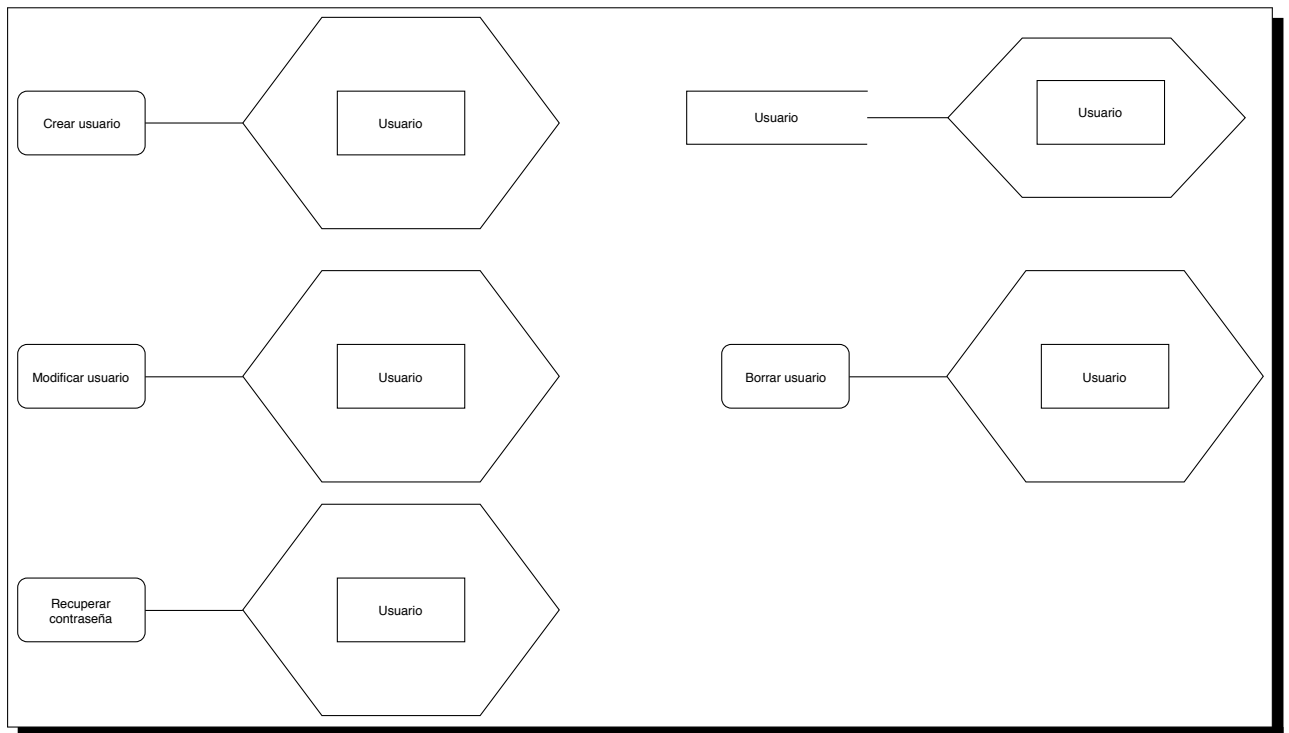 Crear usuario
Usuario
Usuario
Usuario
Modificar usuario
Usuario
Borrar usuario
Usuario
Recuperar
contraseña
Usuario